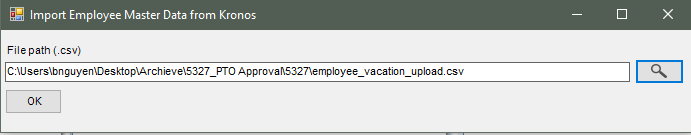 Import Employee Master Data from Kronos
File path (.csv)
C:\Users\bnguyen\Desktop\Archieve\5327_PTO Approval\5327\employee_vacation_upload.csv
OK